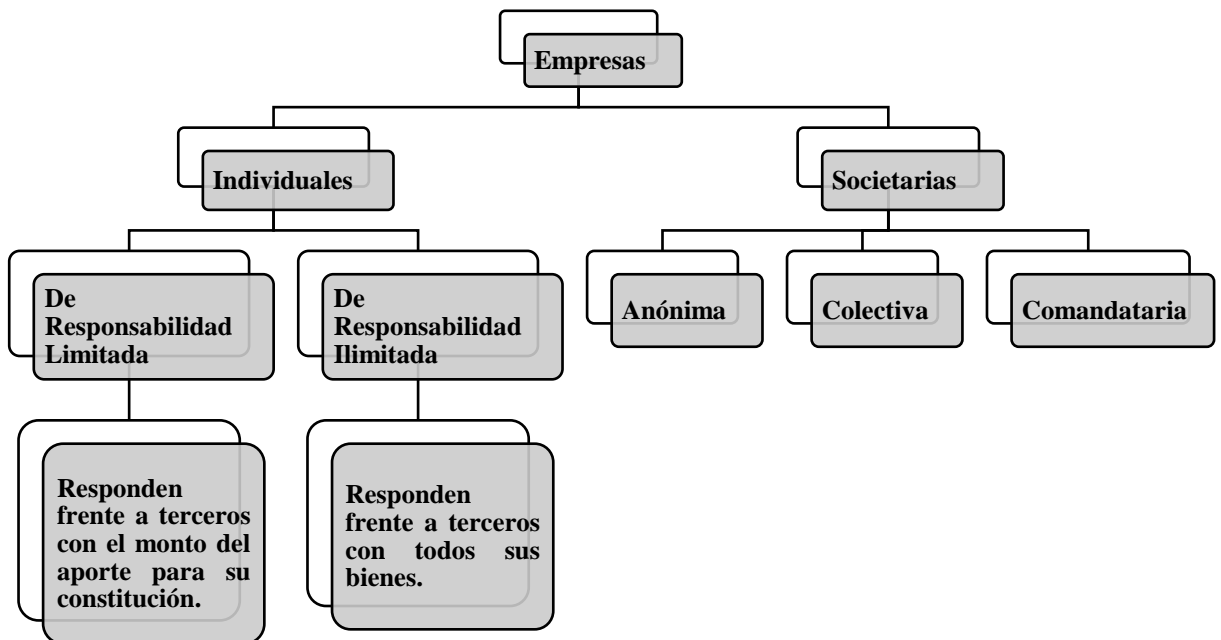 Empresas
Individuales
Societarias
De
Responsabilidad
Limitada
De
Responsabilidad
Ilimitada
Anónima
Colectiva
Comandataria
Responden
frente a terceros
con el monto del
aporte para su
constitución.
Responden
frente a terceros
con todos sus
bienes.